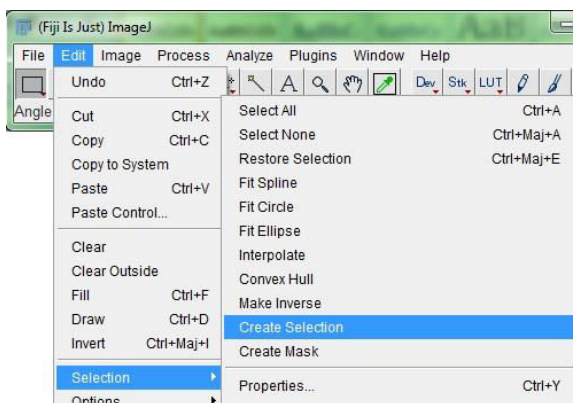 (Fiji Is Just) ImageJ
File Edit Image Process Analyze Plugins Window Help
A Dev Stk LUT
Angle
Undo Ctrl+Z
Cut Ctrl+X
Copy Ctrl+C
Copy to System
Paste Ctrl+V
Paste Control...
Clear
Clear Outside
Fill Ctrl+F
Draw Ctrl+D
Invert Ctrl+Maj+I
Selection
Options
Select All Ctrl+A
Select None Ctrl+Maj+A
Restore Selection Ctrl+Maj+E
Fit Spline
Fit Circle
Fit Ellipse
Interpolate
Convex Hull
Make Inverse
Create Selection
Create Mask
Properties... Ctrl+Y